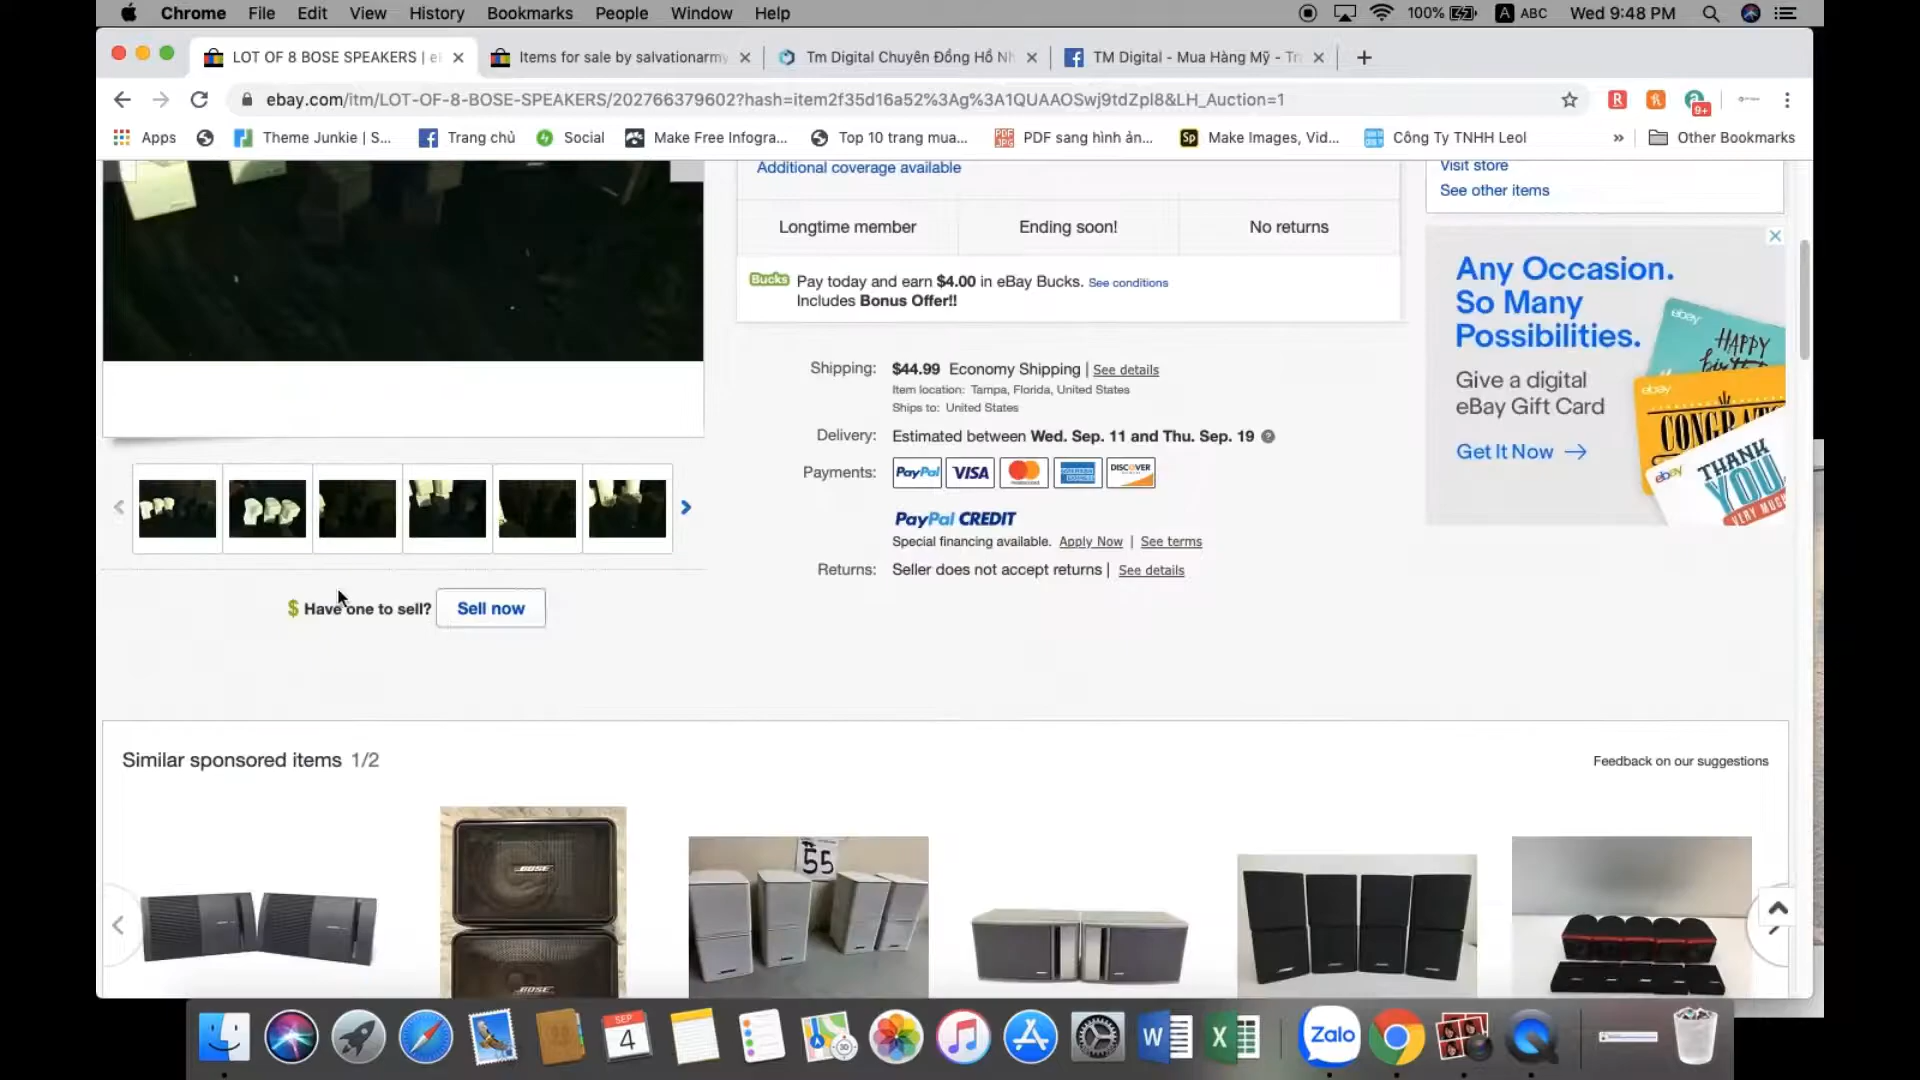 Chrome File Edit View History Bookmarks People Window Help
100% A ABC Wed 9:48 PM
LOT OF 8 BOSE SPEAKERS | e
Items for sale by salvationarmy
Tm Digital Chuyên Đồng Hồ Nh
TM Digital - Mua Hàng Mỹ - Tr
ebay.com/itm/LOT-OF-8-BOSE-SPEAKERS/202766379602?hash=item2f35d16a52%3Ag%3A1QUAAOSwj9tdZpI8&LH_Auction=1
R
9+
Apps
Theme Junkie | S...
Trang chủ
Social
Make Free Infogra...
Top 10 trang mua...
PDF sang hình ản...
Sp
Make Images, Vid...
Công Ty TNHH Leol
»
Other Bookmarks
Additional coverage available
Visit store
See other items
Longtime member
Ending soon!
No returns
Bucks Pay today and earn $4.00 in eBay Bucks. See conditions
Includes Bonus Offer!!
Any Occasion.
So Many
Possibilities.
Give a digital
eBay Gift Card
Get It Now →
ebay
HAPPY
ebay
ebay
THANK
YOU
VERY MUCH
Shipping: $44.99 Economy Shipping | See details
Item location: Tampa, Florida, United States
Ships to: United States
Delivery: Estimated between Wed. Sep. 11 and Thu. Sep. 19
Payments: PayPal VISA DISCOVER
PayPal CREDIT
Special financing available. Apply Now | See terms
Returns: Seller does not accept returns | See details
$ Have one to sell? Sell now
Similar sponsored items 1/2
Feedback on our suggestions
55
BOSE
BOSE
SEP
4
Zalo